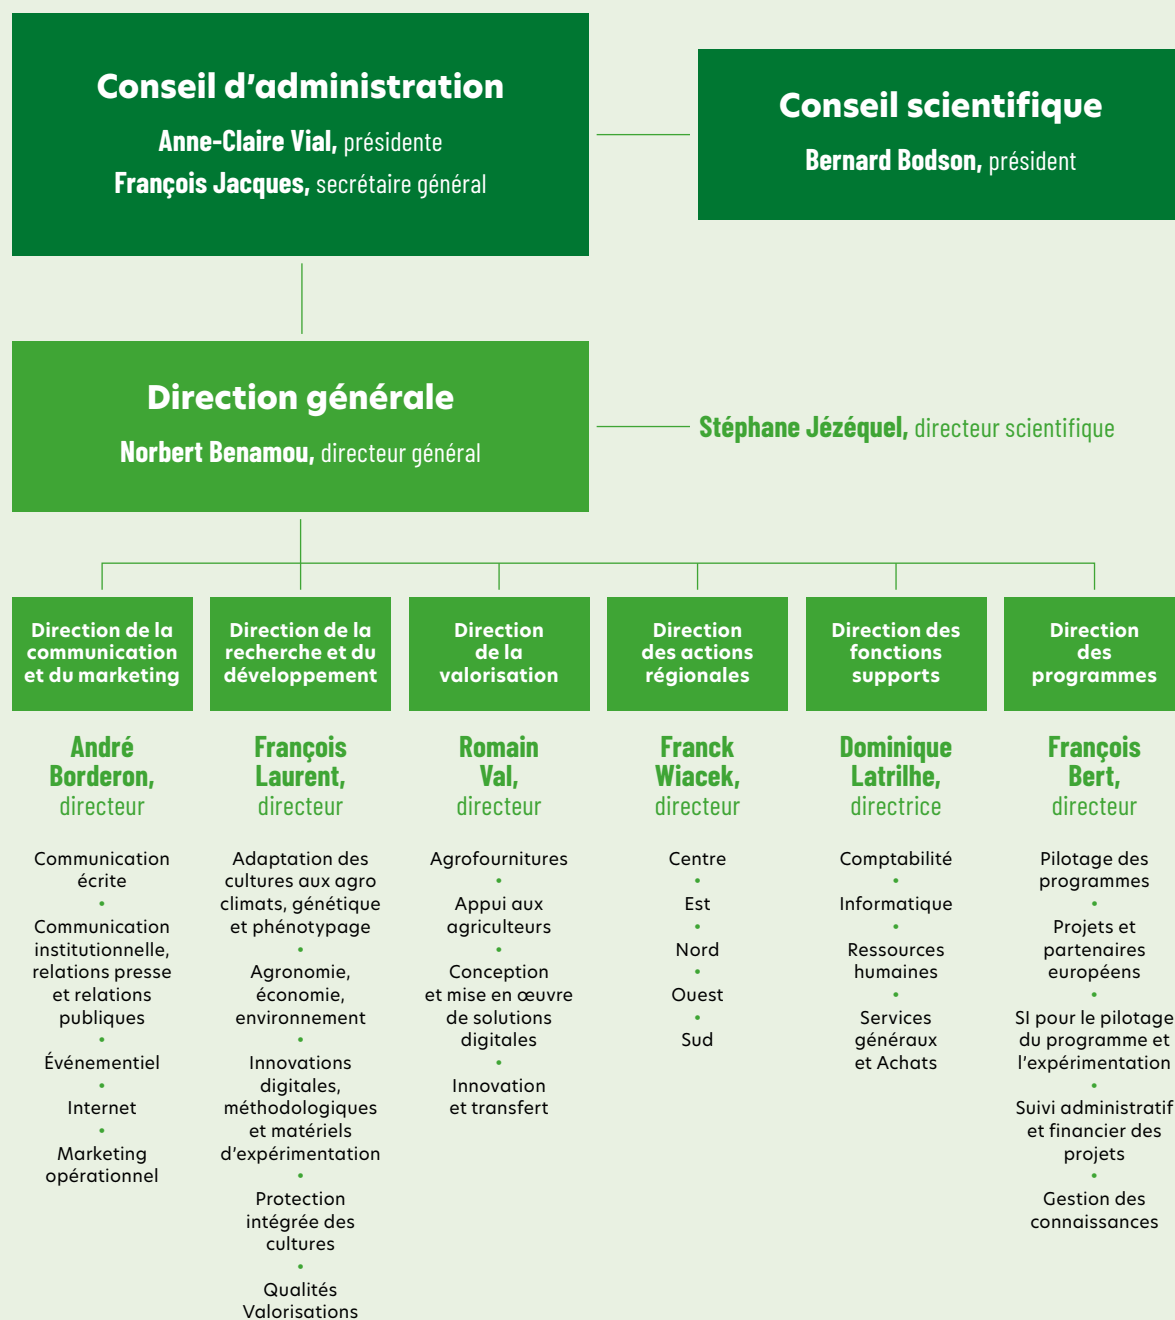 Conseil d'administration
Anne-Claire Vial, présidente
François Jacques, secrétaire général
Conseil scientifique
Bernard Bodson, président
Direction générale
Norbert Benamou, directeur général
Stéphane Jézéquel, directeur scientifique
Direction de la
communication
et du marketing
André
Borderon,
directeur
Communication
écrite
•
Communication
institutionnelle,
relations presse
et relations
publiques
•
Événementiel
•
Internet
•
Marketing
opérationnel
Direction de la
recherche et du
développement
François
Laurent,
directeur
Adaptation des
cultures aux agro
climats, génétique
et phénotypage
•
Agronomie,
économie,
environnement
•
Innovations
digitales,
méthodologiques
et matériels
d'expérimentation
•
Protection
intégrée des
cultures
•
Qualités
Valorisations
Direction
de la
valorisation
Romain
Val,
directeur
Agrofournitures
•
Appui aux
agriculteurs
•
Conception
et mise en œuvre
de solutions
digitales
•
Innovation
et transfert
Direction
des actions
régionales
Franck
Wiacek,
directeur
Centre
•
Est
•
Nord
•
Ouest
•
Sud
Direction des
fonctions
supports
Dominique
Latrilhe,
directrice
Comptabilité
•
Informatique
•
Ressources
humaines
•
Services
généraux
et Achats
Direction
des
programmes
François
Bert,
directeur
Pilotage des
programmes
•
Projets et
partenaires
européens
•
SI pour le pilotage
du programme et
l'expérimentation
•
Suivi administratif
et financier des
projets
•
Gestion des
connaissances